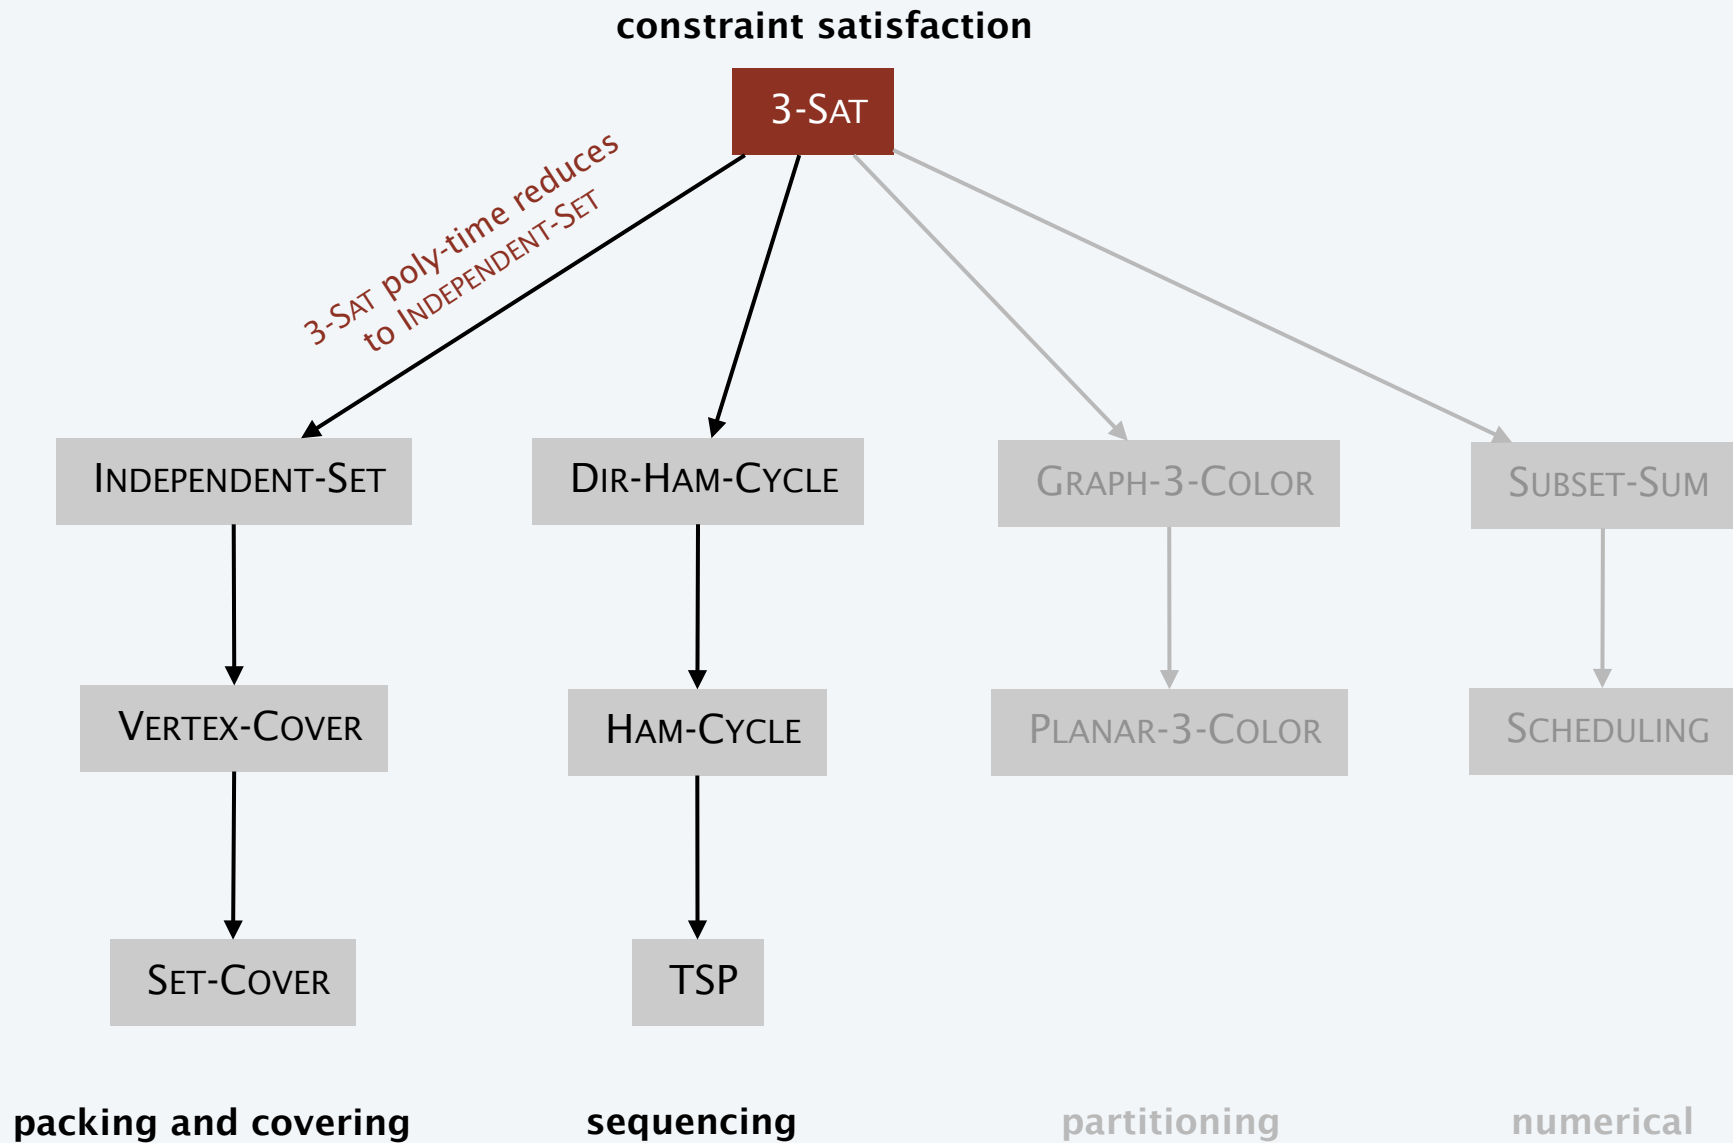 constraint satisfaction
3-SAT
3-SAT poly-time reduces
to INDEPENDENT-SET
INDEPENDENT-SET
DIR-HAM-CYCLE
GRAPH-3-COLOR
SUBSET-SUM
VERTEX-COVER
HAM-CYCLE
PLANAR-3-COLOR
SCHEDULING
SET-COVER
TSP
packing and covering
sequencing
partitioning
numerical